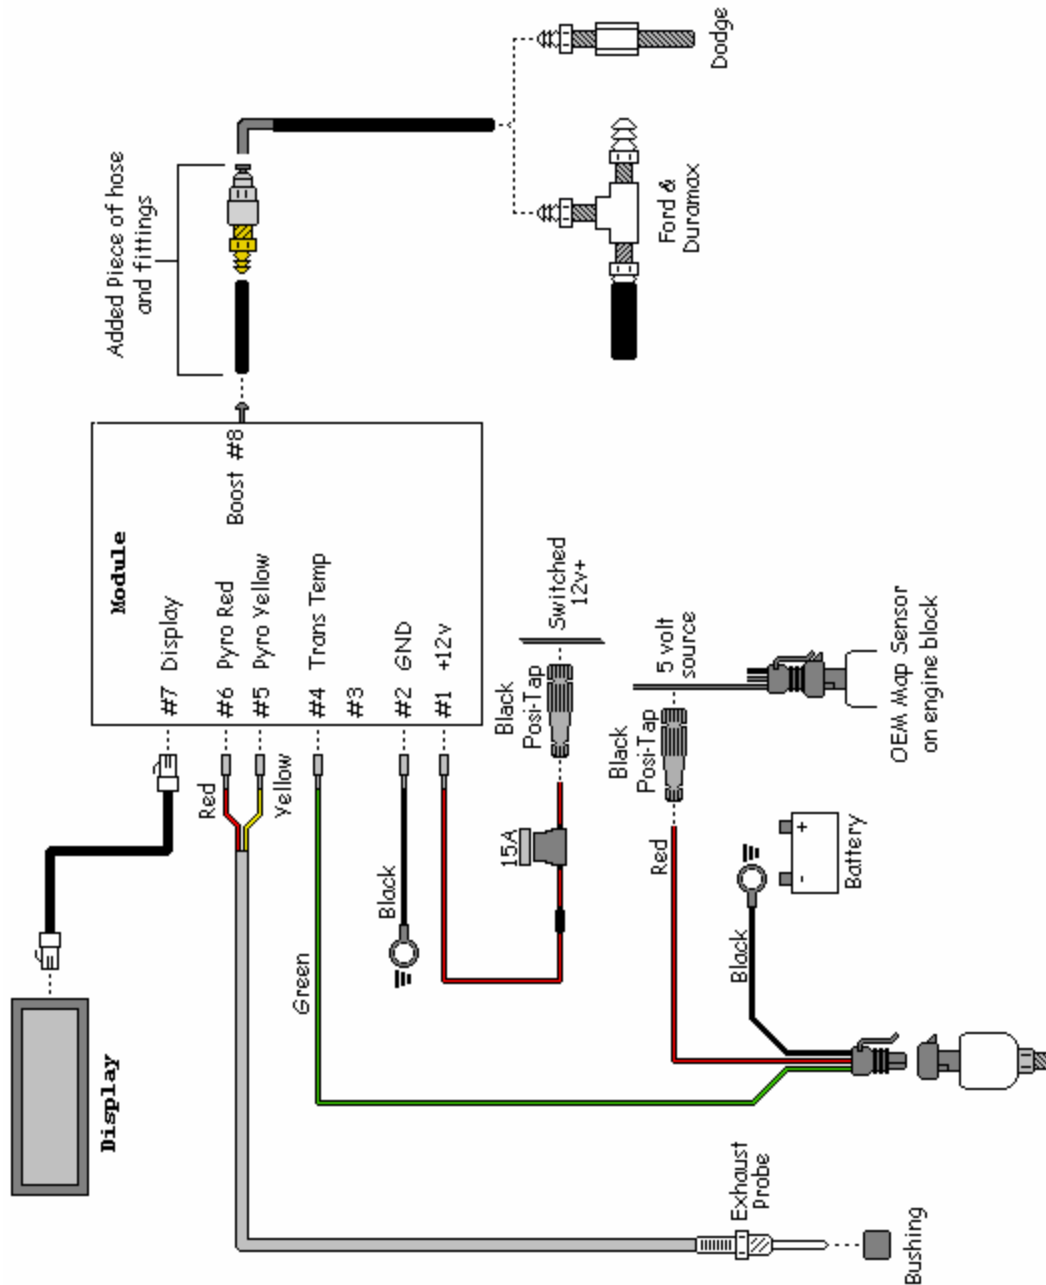 Added Piece of hose
and fittings
Dodge
Ford &
Duramax
Module
Boost #8
#7 Display
#6 Pyro Red
#5 Pyro Yellow
#4 Trans Temp
#3
#2 GND
#1 +12v
Red
Yellow
Black
Green
15A
Black
Posi-Tap
Switched
12v+
Black
Posi-Tap
5 volt
source
Red
OEM Map Sensor
on engine block
Black
- +
Battery
Display
Exhaust
Probe
Bushing